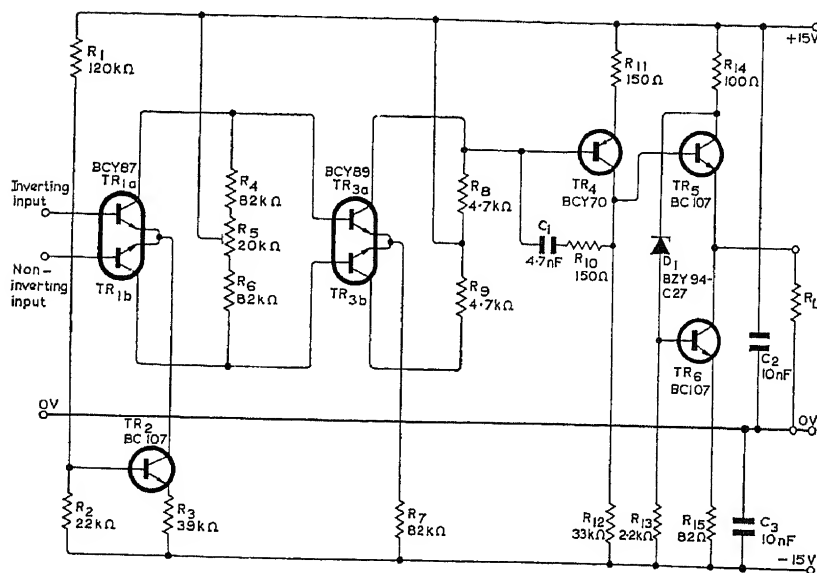 +15V
R1
120kΩ
R11
150Ω
R14
100Ω
BCY87
TR1a
Inverting
input
Non-
inverting
input
TR1b
R4
82kΩ
R5
20kΩ
R6
82kΩ
BCY89
TR3a
TR3b
R8
4.7kΩ
R9
4.7kΩ
C1
4.7nF
R10
150Ω
TR4
BCY70
TR5
BC107
D1
BZY94-
C27
TR6
BC107
RL
C2
10nF
0V
0V
TR2
BC107
R2
22kΩ
R3
39kΩ
R7
82kΩ
R12
33kΩ
R13
2.2kΩ
R15
82Ω
C3
10nF
-15V